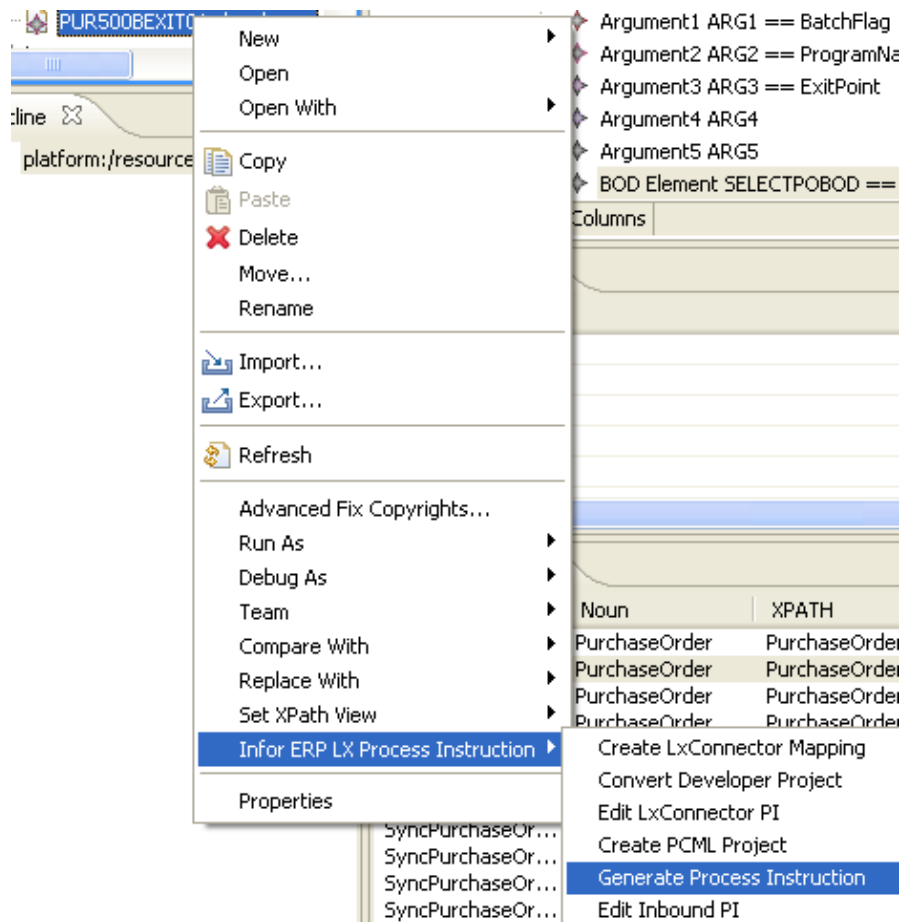 PUR500BEXIT0
New
Open
Open With
Copy
Paste
Delete
Move...
Rename
Import...
Export...
Refresh
Advanced Fix Copyrights...
Run As
Debug As
Team
Compare With
Replace With
Set XPath View
Infor ERP LX Process Instruction
Properties
Create LxConnector Mapping
Convert Developer Project
Edit LxConnector PI
Create PCML Project
Generate Process Instruction
Edit Inbound PI
tline
platform:/resource
Argument1 ARG1 == BatchFlag
Argument2 ARG2 == ProgramNa
Argument3 ARG3 == ExitPoint
Argument4 ARG4
Argument5 ARG5
BOD Element SELECTPOBOD ==
Columns
Noun XPATH
PurchaseOrder PurchaseOrder
PurchaseOrder PurchaseOrder
PurchaseOrder PurchaseOrder
PurchaseOrder PurchaseOrder
SyncPurchaseOr...
SyncPurchaseOr...
SyncPurchaseOr...
SyncPurchaseOr...